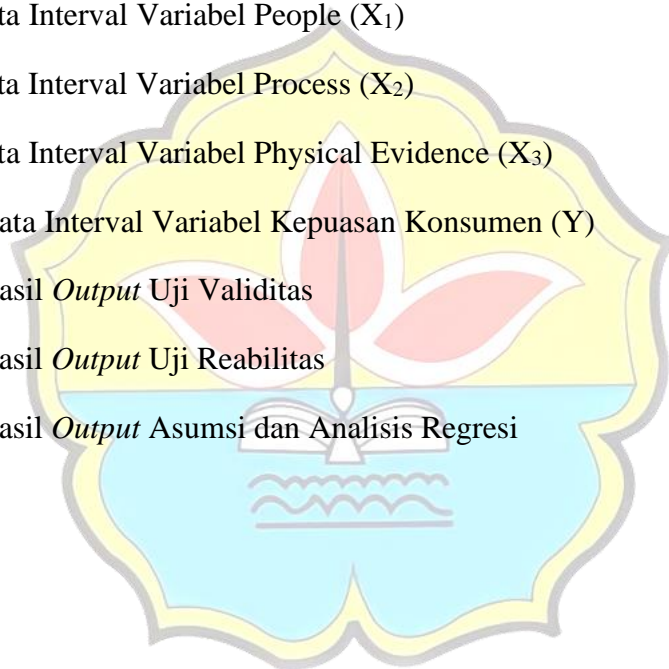 ta Interval Variabel People (X₁)
ta Interval Variabel Process (X₂)
ta Interval Variabel Physical Evidence (X₃)
ata Interval Variabel Kepuasan Konsumen (Y)
asil Output Uji Validitas
asil Output Uji Reabilitas
asil Output Asumsi dan Analisis Regresi